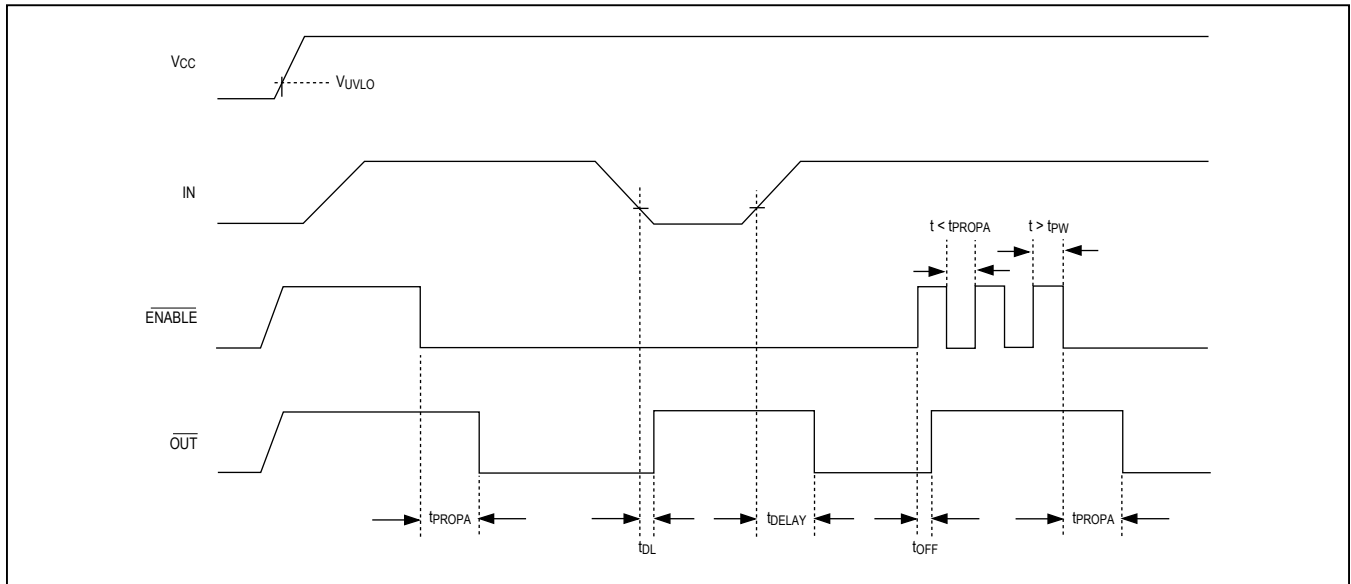 VCC
VUVLO
IN
t < tPROPA
t > tPW
ENABLE
OUT
tPROPA
tDL
tDELAY
tOFF
tPROPA